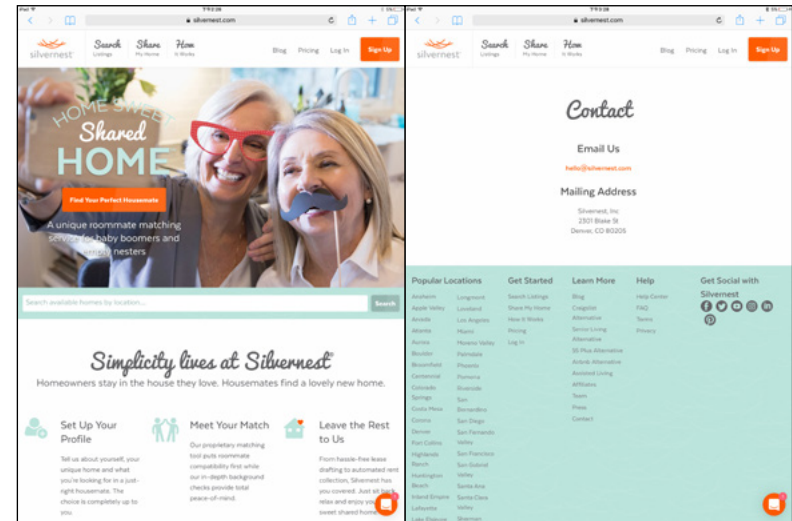 iPad
silvernest.com
silvernest
Search
Listings
Share
My Home
How
It Works
Blog
Pricing
Log In
Sign Up
HOME SWEET
Shared
HOME
Find Your Perfect Housemate
A unique roommate matching
service for baby boomers and
empty nesters
Search available homes by location...
Search
Simplicity lives at Silvernest
Homeowners stay in the house they love. Housemates find a lovely new home.
Set Up Your
Profile
Tell us about yourself, your
unique home and what
you're looking for in a just-
right housemate. The
choice is completely up to
you.
Meet Your Match
Our proprietary matching
tool puts roommate
compatibility first while
our in-depth background
checks provide total
peace-of-mind.
Leave the Rest
to Us
From hassle-free lease
drafting to automated rent
collection, Silvernest has
you covered. Just sit back
relax and enjoy your
sweet shared home
iPad
silvernest.com
silvernest
Search
Listings
Share
My Home
How
It Works
Blog
Pricing
Log In
Sign Up
Contact
Email Us
hello@silvernest.com
Mailing Address
Silvernest, Inc
2301 Blake St
Denver, CO 80205
Popular Locations
Anaheim
Apple Valley
Arvada
Atlanta
Aurora
Boulder
Broomfield
Centennial
Colorado
Springs
Costa Mesa
Covina
Denver
Fort Collins
Highlands
Ranch
Huntington
Beach
Inland Empire
Lafayette
Lake Elsinore
Longmont
Loveland
Los Angeles
Miami
Moreno Valley
Palmdale
Phoenix
Pomona
Riverside
San
Bernardino
San Diego
San Fernando
Valley
San Francisco
San Gabriel
Valley
Santa Ana
Santa Clara
Valley
Sherman
Get Started
Search Listings
Share My Home
How It Works
Pricing
Log In
Learn More
Blog
Craigslist
Alternative
Senior Living
Alternative
55 Plus Alternative
Airbnb Alternative
Assisted Living
Affiliates
Team
Press
Contact
Help
Help Center
FAQ
Terms
Privacy
Get Social with
Silvernest